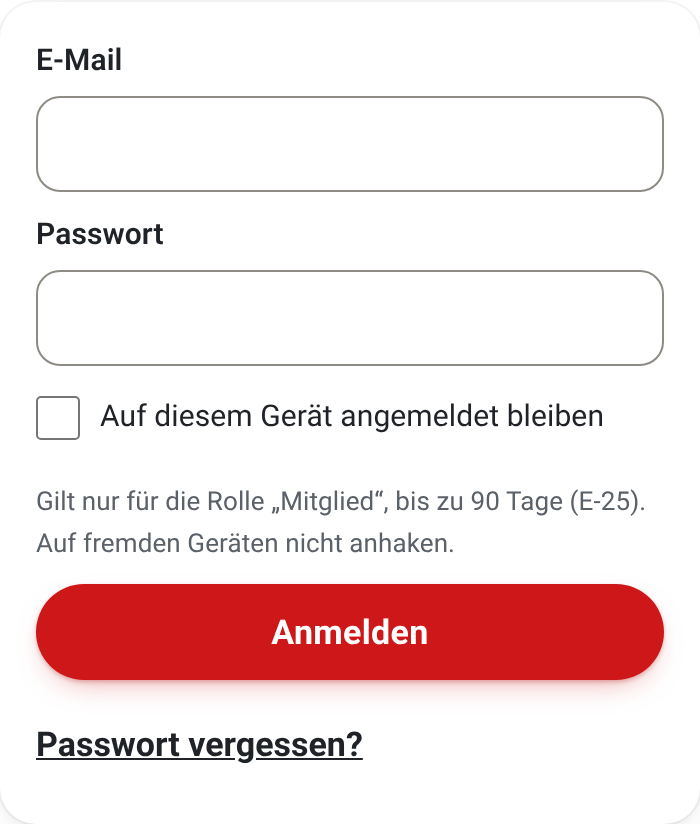 E-Mail
Passwort
Auf diesem Gerät angemeldet bleiben
Gilt nur für die Rolle „Mitglied“, bis zu 90 Tage (E-25).
Auf fremden Geräten nicht anhaken.
Anmelden
Passwort vergessen?